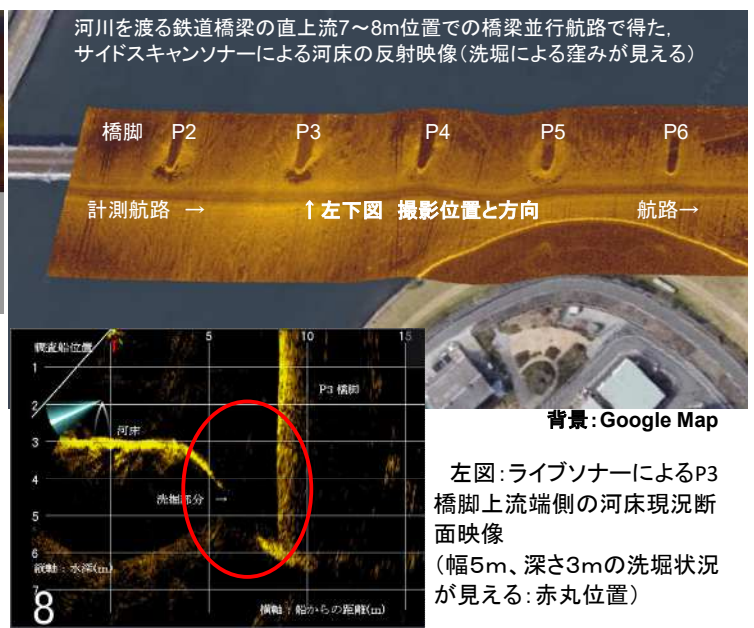 河川を渡る鉄道橋梁の直上流7～8m位置での橋梁並行航路で得た,
サイドスキャンソナーによる河床の反射映像(洗堀による窪みが見える)
橋脚 P2 P3 P4 P5 P6
計測航路 → ↑左下図 撮影位置と方向 航路→
調査船位置 5 10 15
1
P3 橋脚
2
河床
3
4
洗掘部分 →
5
6
縦軸：水深(m)
7
8
横軸：船からの距離(m)
背景：Google Map
左図：ライブソナーによるP3
橋脚上流端側の河床現況断
面映像
(幅5m、深さ3mの洗堀状況
が見える：赤丸位置)